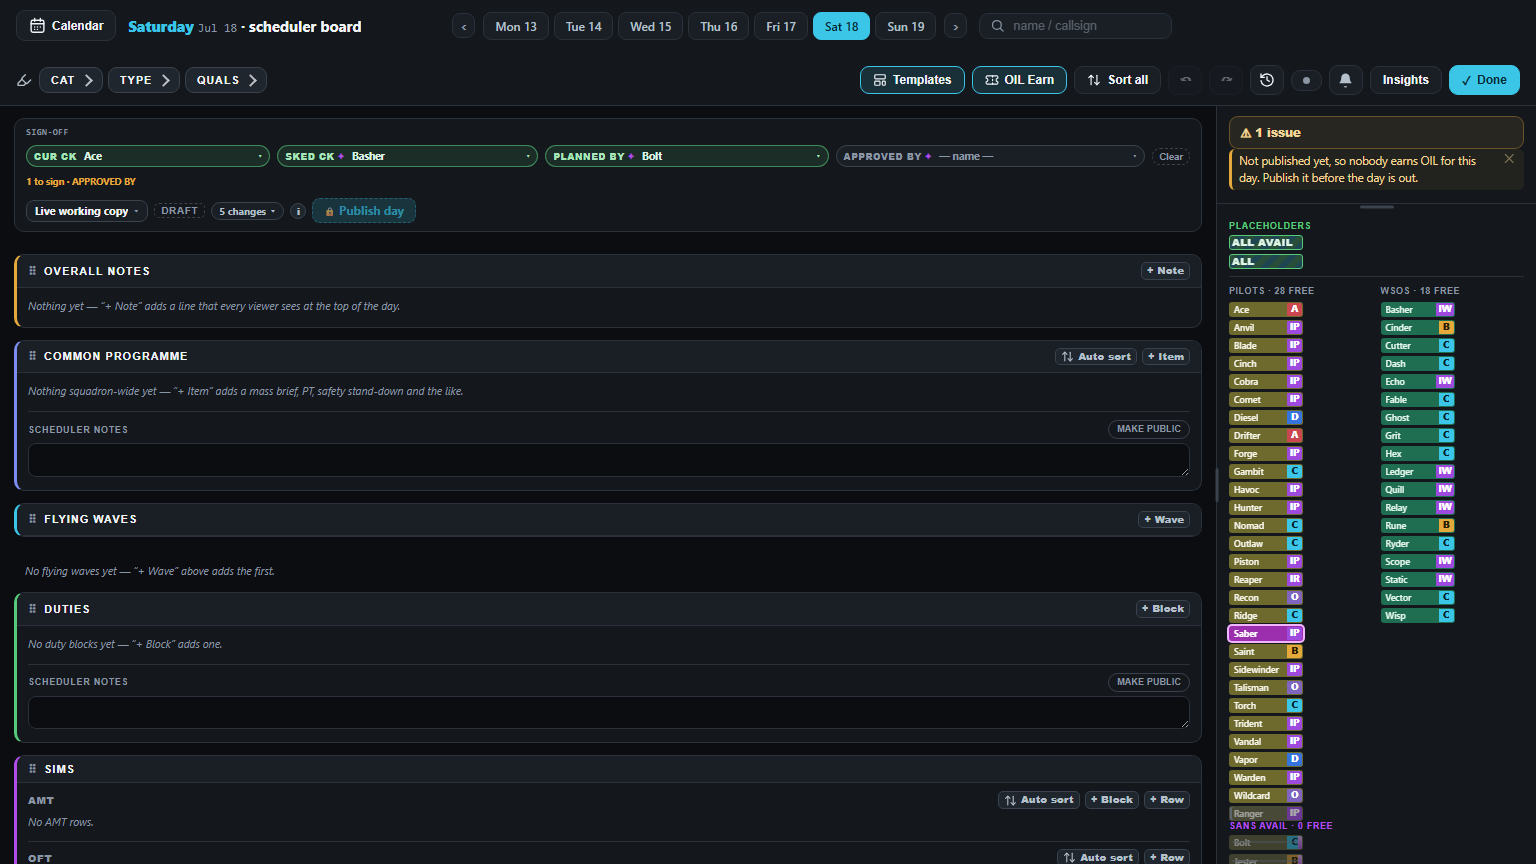 Calendar
Saturday Jul 18 · scheduler board
‹ Mon 13 Tue 14 Wed 15 Thu 16 Fri 17 Sat 18 Sun 19 ›
name / callsign
CAT TYPE QUALS
Templates OIL Earn Sort all Insights ✓ Done
SIGN-OFF
CUR CK Ace
SKED CK ✦ Basher
PLANNED BY ✦ Bolt
APPROVED BY ✦ — name —
Clear
1 to sign · APPROVED BY
Live working copy DRAFT 5 changes i Publish day
OVERALL NOTES
+ Note
Nothing yet — "+ Note" adds a line that every viewer sees at the top of the day.
COMMON PROGRAMME
Auto sort + Item
Nothing squadron-wide yet — "+ Item" adds a mass brief, PT, safety stand-down and the like.
SCHEDULER NOTES
MAKE PUBLIC
FLYING WAVES
+ Wave
No flying waves yet — "+ Wave" above adds the first.
DUTIES
+ Block
No duty blocks yet — "+ Block" adds one.
SCHEDULER NOTES
MAKE PUBLIC
SIMS
AMT
Auto sort + Block + Row
No AMT rows.
OFT
Auto sort + Row
⚠ 1 issue
Not published yet, so nobody earns OIL for this
day. Publish it before the day is out.
PLACEHOLDERS
ALL AVAIL
ALL
PILOTS · 28 FREE
Ace A
Anvil IP
Blade IP
Cinch IP
Cobra IP
Comet IP
Diesel D
Drifter A
Forge IP
Gambit C
Havoc IP
Hunter IP
Nomad C
Outlaw C
Piston IP
Reaper IR
Recon O
Ridge C
Saber IP
Saint B
Sidewinder IP
Talisman O
Torch C
Trident IP
Vandal IP
Vapor D
Warden IP
Wildcard O
Ranger IP
WSOS · 18 FREE
Basher IW
Cinder B
Cutter C
Dash C
Echo IW
Fable C
Ghost C
Grit C
Hex C
Ledger IW
Quill IW
Relay IW
Rune B
Ryder C
Scope IW
Static IW
Vector C
Wisp C
SANS AVAIL · 0 FREE
Bolt C
Jester B